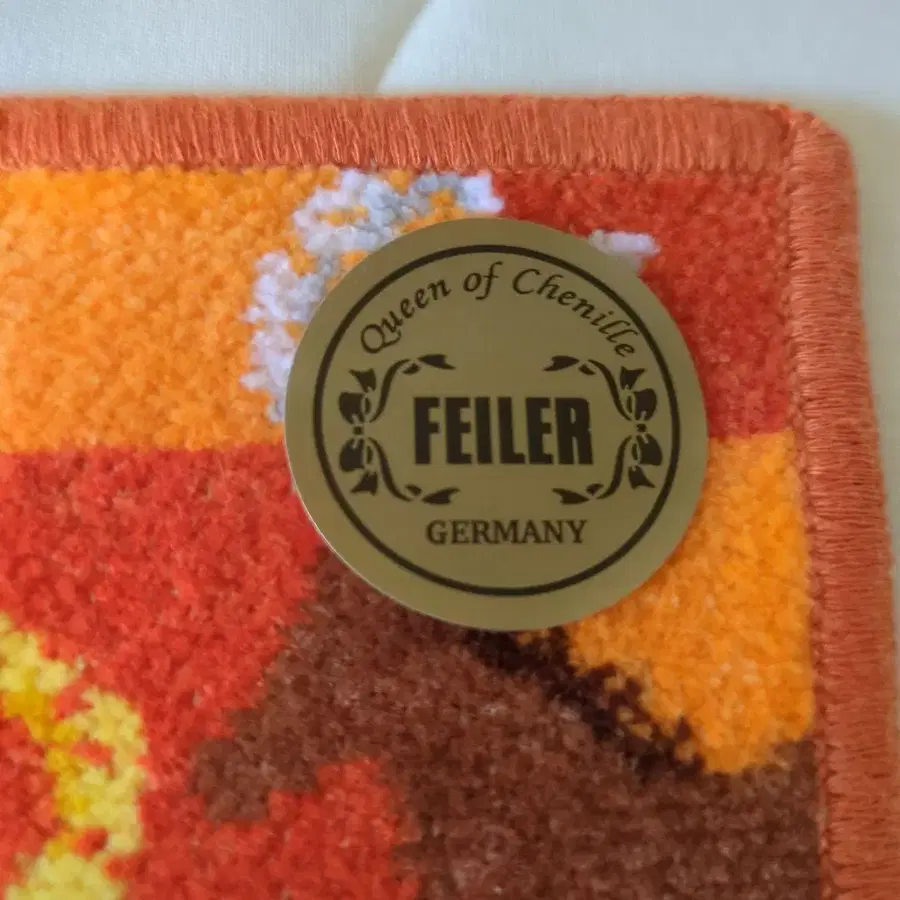 Queen of Chenille
FEILER
GERMANY